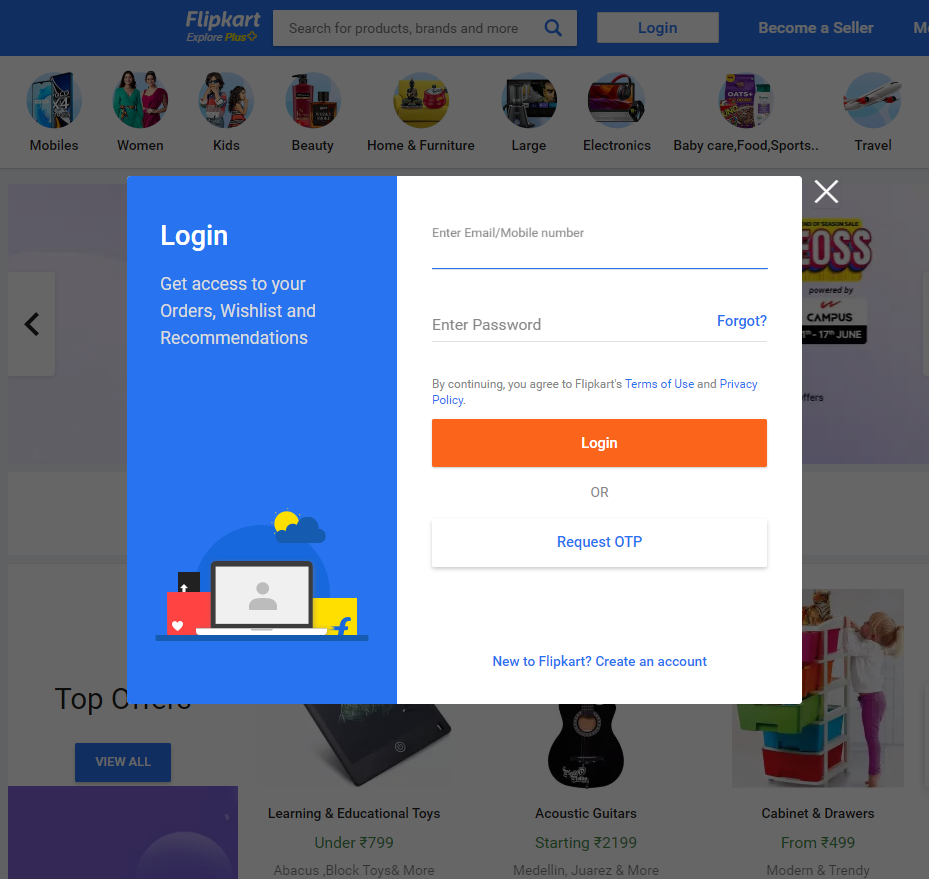 Flipkart
Explore Plus
Search for products, brands and more
Login
Become a Seller
Mobiles
Women
Kids
Beauty
Home & Furniture
Large
Electronics
Baby care,Food,Sports..
Travel
Login
Get access to your
Orders, Wishlist and
Recommendations
Enter Email/Mobile number
Enter Password
Forgot?
By continuing, you agree to Flipkart's Terms of Use and Privacy
Policy.
Login
OR
Request OTP
New to Flipkart? Create an account
END OF SEASON SALE
EOSS
powered by
CAMPUS
17th JUNE
offers
Top Offers
VIEW ALL
Learning & Educational Toys
Under ₹799
Abacus ,Block Toys& More
Acoustic Guitars
Starting ₹2199
Medellin, Juarez & More
Cabinet & Drawers
From ₹499
Modern & Trendy